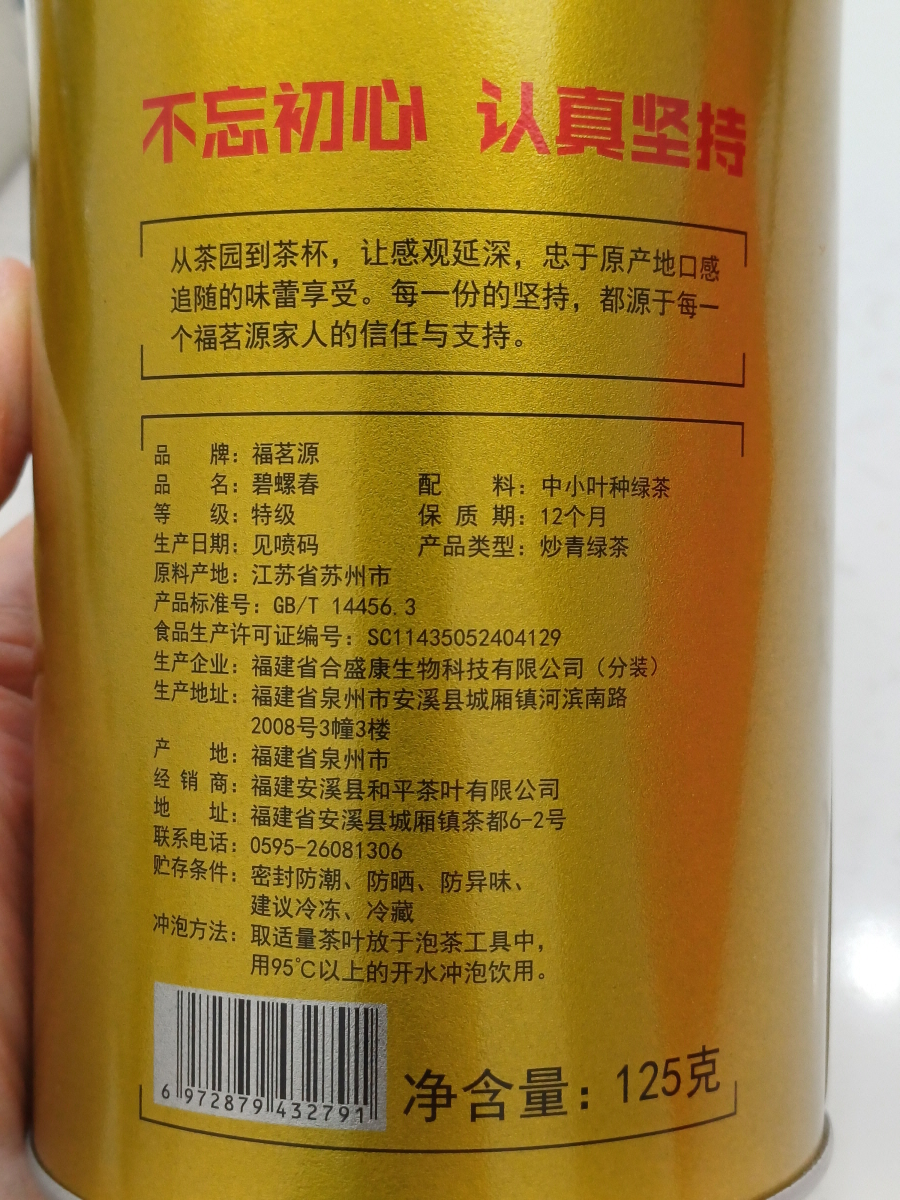 不忘初心 认真坚持
从茶园到茶杯，让感观延深，忠于原产地口感
追随的味蕾享受。每一份的坚持，都源于每一
个福茗源家人的信任与支持。
品 牌：福茗源
品 名：碧螺春 配 料：中小叶种绿茶
等 级：特级 保 质 期：12个月
生产日期：见喷码 产品类型：炒青绿茶
原料产地：江苏省苏州市
产品标准号：GB/T 14456.3
食品生产许可证编号：SC11435052404129
生产企业：福建省合盛康生物科技有限公司（分装）
生产地址：福建省泉州市安溪县城厢镇河滨南路
2008号3幢3楼
产 地：福建省泉州市
经 销 商：福建安溪县和平茶叶有限公司
地 址：福建省安溪县城厢镇茶都6-2号
联系电话：0595-26081306
贮存条件：密封防潮、防晒、防异味、
建议冷冻、冷藏
冲泡方法：取适量茶叶放于泡茶工具中，
用95℃以上的开水冲泡饮用。
6 972879 432791
净含量：125克